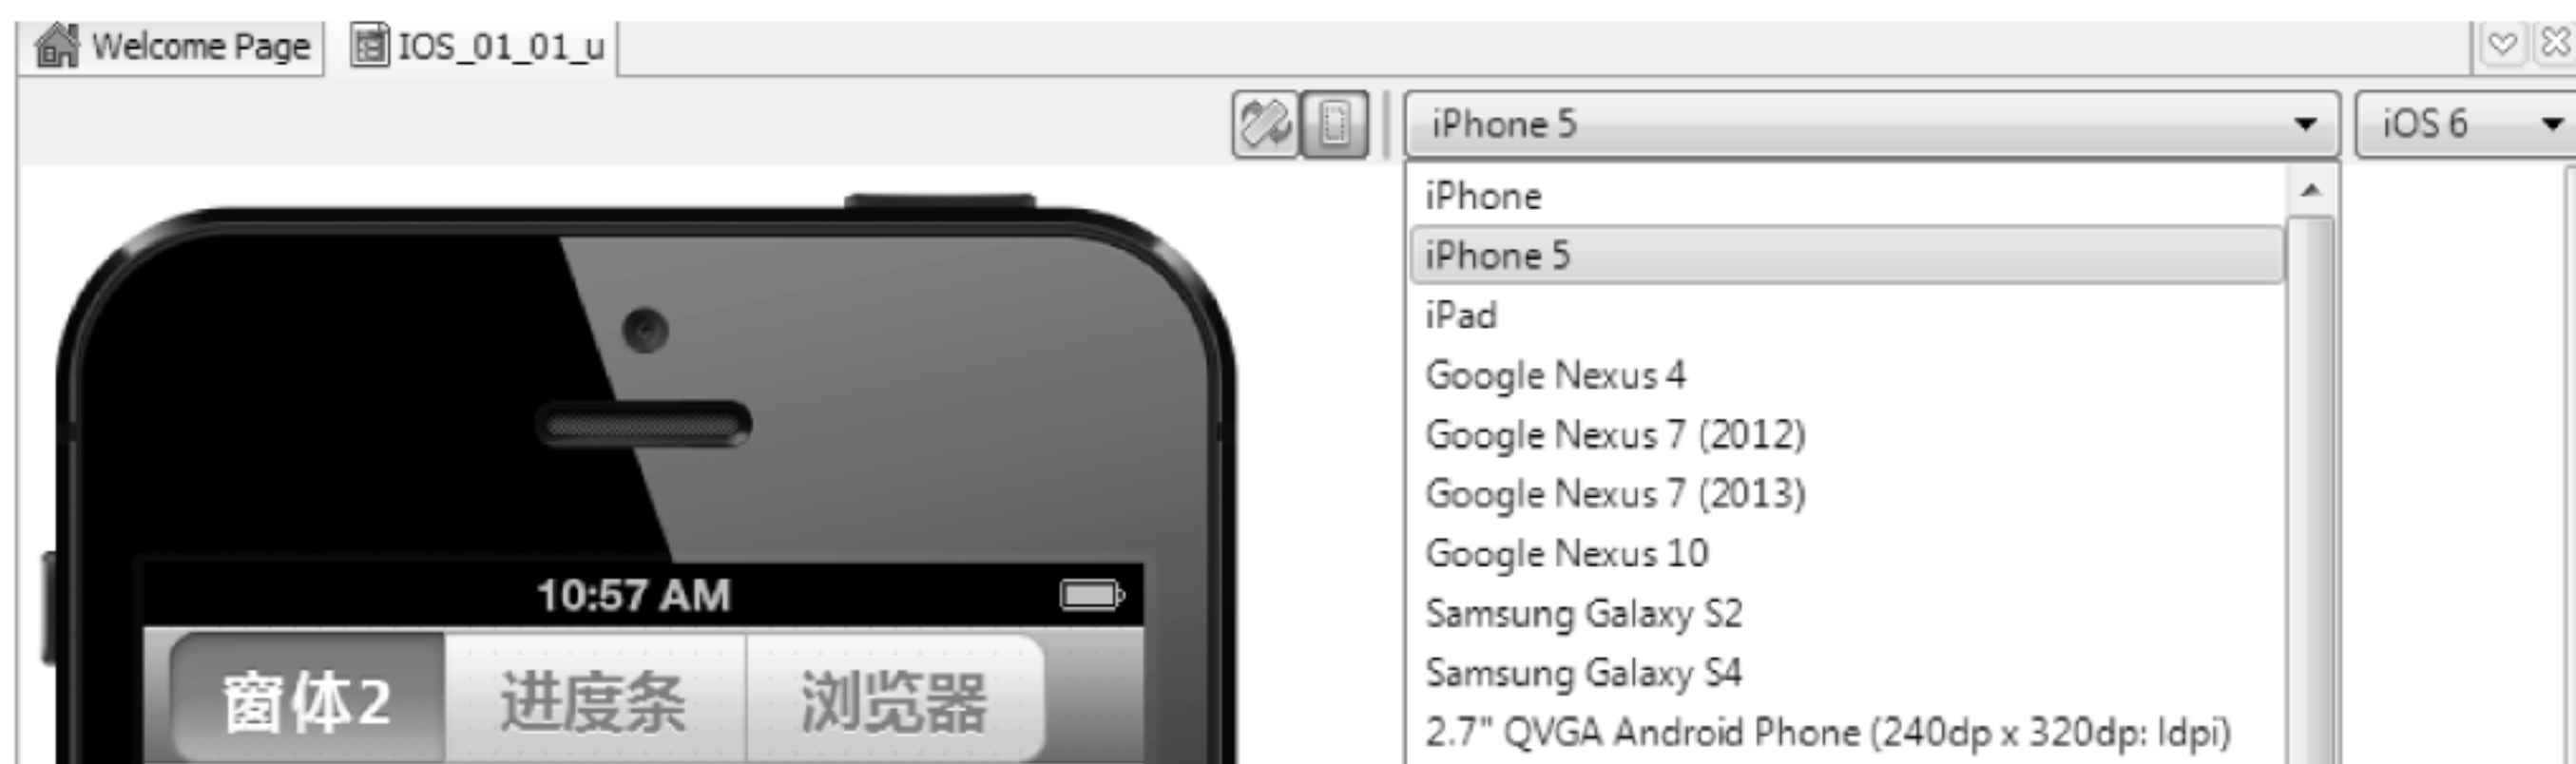 Welcome Page IOS_01_01_u
iPhone 5 iOS 6
iPhone
iPhone 5
iPad
Google Nexus 4
Google Nexus 7 (2012)
Google Nexus 7 (2013)
Google Nexus 10
Samsung Galaxy S2
Samsung Galaxy S4
2.7" QVGA Android Phone (240dp x 320dp: ldpi)
10:57 AM
窗体2 进度条 浏览器